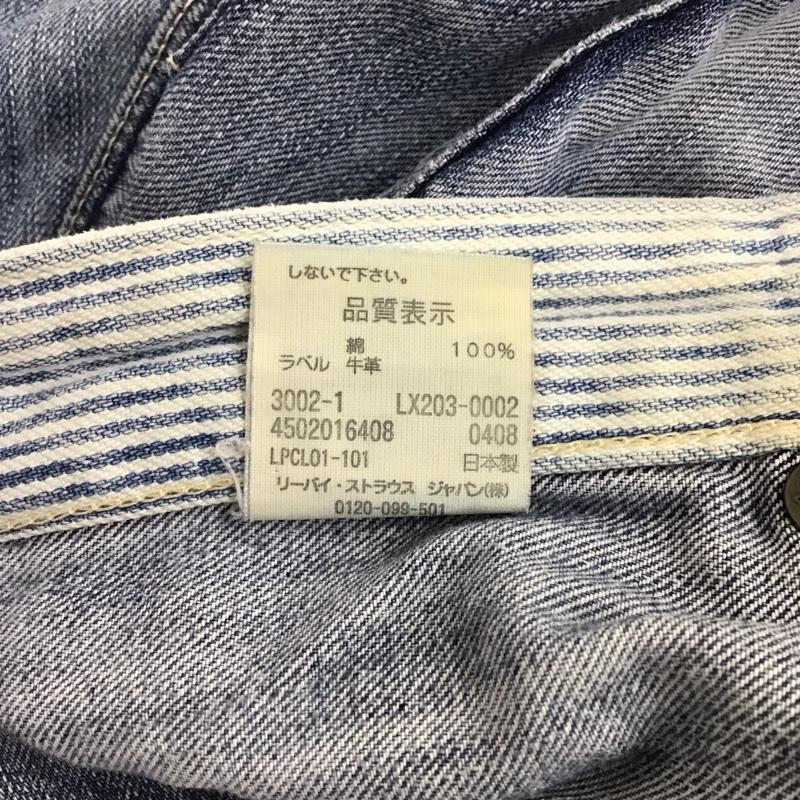 しないで下さい。
品質表示
綿 100%
ラベル 牛革
3002-1 LX203-0002
4502016408 0408
LPCL01-101 日本製
リーバイ・ストラウス ジャパン(株)
0120-099-501